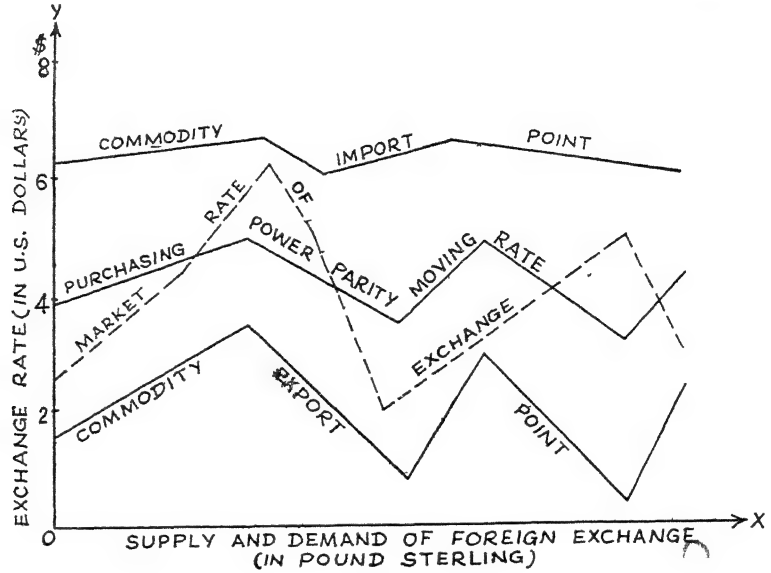 Y
8$
6
4
2
O
X
EXCHANGE RATE (IN U.S. DOLLARS)
COMMODITY IMPORT POINT
MARKET RATE OF EXCHANGE
PURCHASING POWER PARITY MOVING RATE
COMMODITY EXPORT POINT
SUPPLY AND DEMAND OF FOREIGN EXCHANGE
(IN POUND STERLING)